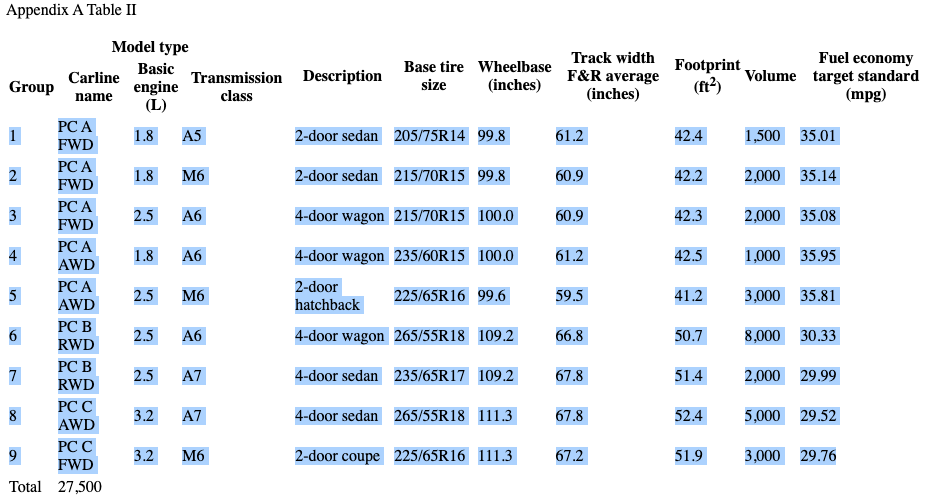 Appendix A Table II
Group Model type Description Base tire size Wheelbase (inches) Track width F&R average (inches) Footprint (ft2) Volume Fuel economy target standard (mpg)
Carline name Basic engine (L) Transmission class
1 PC A FWD 1.8 A5 2-door sedan 205/75R14 99.8 61.2 42.4 1,500 35.01
2 PC A FWD 1.8 M6 2-door sedan 215/70R15 99.8 60.9 42.2 2,000 35.14
3 PC A FWD 2.5 A6 4-door wagon 215/70R15 100.0 60.9 42.3 2,000 35.08
4 PC A AWD 1.8 A6 4-door wagon 235/60R15 100.0 61.2 42.5 1,000 35.95
5 PC A AWD 2.5 M6 2-door hatchback 225/65R16 99.6 59.5 41.2 3,000 35.81
6 PC B RWD 2.5 A6 4-door wagon 265/55R18 109.2 66.8 50.7 8,000 30.33
7 PC B RWD 2.5 A7 4-door sedan 235/65R17 109.2 67.8 51.4 2,000 29.99
8 PC C AWD 3.2 A7 4-door sedan 265/55R18 111.3 67.8 52.4 5,000 29.52
9 PC C FWD 3.2 M6 2-door coupe 225/65R16 111.3 67.2 51.9 3,000 29.76
Total 27,500